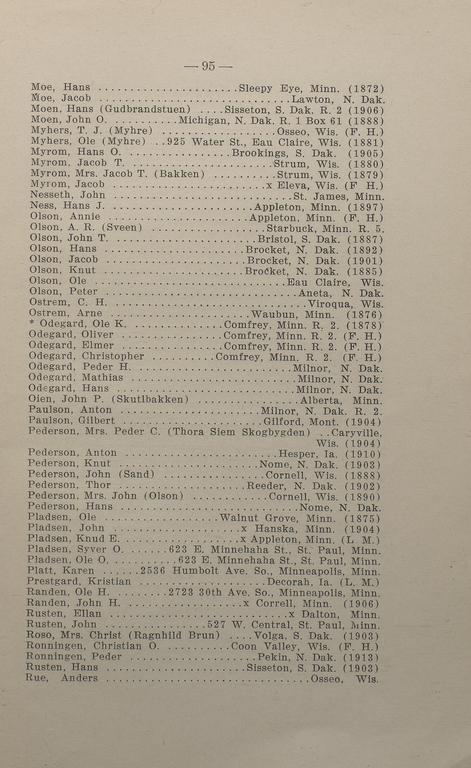 — 95 —
Moe, Hans ......................Sleepy Eye, Minn. (1872)
Moe, Jacob ..............................Lawton, N. Dak.
Moen, Hans (Gudbrandstuen) ....Sisseton, S. Dak. R. 2 (1906)
Moen, John O. ...........Michigan, N. Dak. R. 1 Box 61 (1888)
Myhers, T. J. (Myhre) ..................Osseo, Wis. (F. H.)
Myhers, Ole (Myhre) ..925 Water St., Eau Claire, Wis. (1881)
Myrom, Hans O. .................Brookings, S. Dak. (1905)
Myrom, Jacob T. .......................Strum, Wis. (1880)
Myrom, Mrs. Jacob T. (Bakken) ...........Strum, Wis. (1879)
Myrom, Jacob .........................x Eleva, Wis. (F H.)
Nesseth, John .............................St. James, Minn.
Ness, Hans J. ........................Appleton, Minn. (1897)
Olson, Annie ......................Appleton, Minn. (F. H.)
Olson, A. R. (Sveen) ...................Starbuck, Minn. R. 5.
Olson, John T. .......................Bristol, S. Dak. (1887)
Olson, Hans .......................Brocket, N. Dak. (1892)
Olson, Jacob .......................Brocket, N. Dak. (1901)
Olson, Knut .......................Brocket, N. Dak. (1885)
Olson, Ole ..............................Eau Claire, Wis.
Olson, Peter ...............................Aneta, N. Dak.
Ostrem, C. H. ...............................Viroqua, Wis.
Ostrem, Arne .......................Waubun, Minn. (1876)
* Odegard, Ole K. ..............Comfrey, Minn. R. 2. (1878)
Odegard, Oliver .................Comfrey, Minn. R. 2. (F. H.)
Odegard, Elmer .................Comfrey, Minn. R. 2. (F. H.)
Odegard, Christopher ..........Comfrey, Minn. R. 2. (F. H.)
Odegard, Peder H. .........................Milnor, N. Dak.
Odegard, Mathias ...........................Milnor, N. Dak.
Odegard, Hans .............................Milnor, N. Dak.
Oien, John P. (Skutlbakken) ..................Alberta, Minn.
Paulson, Anton .......................Milnor, N. Dak. R. 2.
Paulson, Gilbert .......................Gilford, Mont. (1904)
Pederson, Mrs. Peder C. (Thora Siem Skogbygden) ..Caryville,
Wis. (1904)
Pederson, Anton ........................Hesper, Ia. (1910)
Pederson, Knut .......................Nome, N. Dak. (1903)
Pederson, John (Sand) .................Cornell, Wis. (1888)
Pederson, Thor .....................Reeder, N. Dak. (1902)
Pederson, Mrs. John (Olson) ............Cornell, Wis. (1890)
Pederson, Hans .............................Nome, N. Dak.
Pladsen, Ole ......................Walnut Grove, Minn. (1875)
Pladsen, John ......................x Hanska, Minn. (1904)
Pladsen, Knud E. ...................x Appleton, Minn. (L M.)
Pladsen, Syver O. ......623 E. Minnehaha St., St. Paul, Minn.
Pladsen, Ole O. ..........623 E. Minnehaha St., St. Paul, Minn.
Platt, Karen ......2536 Humbolt Ave. So., Minneapolis, Minn.
Prestgard, Kristian .....................Decorah, Ia. (L. M.)
Randen, Ole H. ........2723 30th Ave. So., Minneapolis, Minn.
Randen, John H. ..................x Correll, Minn. (1906)
Rusten, Ellan .............................x Dalton, Minn.
Rusten, John .............527 W. Central, St. Paul, Minn.
Roso, Mrs. Christ (Ragnhild Brun) ....Volga, S. Dak. (1903)
Ronningen, Christian O. ..........Coon Valley, Wis. (F. H.)
Ronningen, Peder ....................Pekin, N. Dak. (1913)
Rusten, Hans .......................Sisseton, S. Dak. (1903)
Rue, Anders ................................Osseo, Wis.